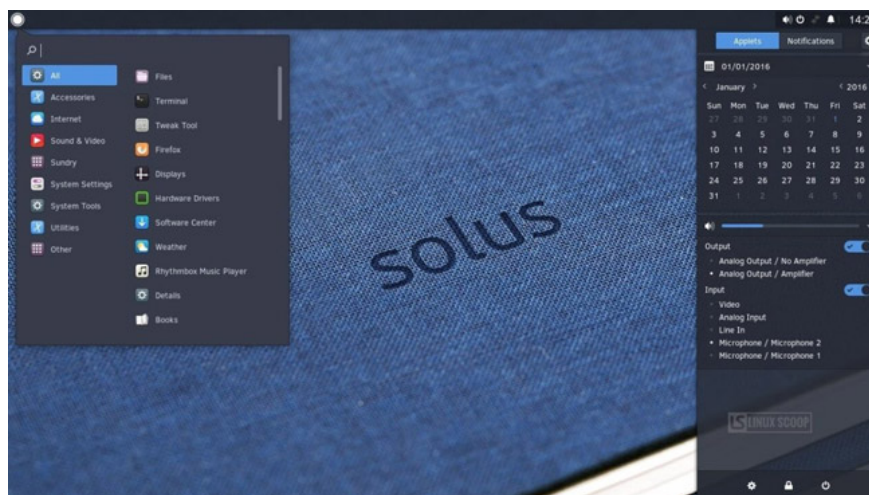 14:2
All
Accessories
Internet
Sound & Video
Sundry
System Settings
System Tools
Utilities
Other
Files
Terminal
Tweak Tool
Firefox
Displays
Hardware Drivers
Software Center
Weather
Rhythmbox Music Player
Details
Books
solus
Applets Notifications
01/01/2016
< January > < 2016
Sun Mon Tue Wed Thu Fri Sat
27 28 29 30 31 1 2
3 4 5 6 7 8 9
10 11 12 13 14 15 16
17 18 19 20 21 22 23
24 25 26 27 28 29 30
31 1 2 3 4 5 6
Output
Analog Output / No Amplifier
Analog Output / Amplifier
Input
Video
Analog Input
Line In
Microphone / Microphone 2
Microphone / Microphone 1
LS LINUX SCOOP